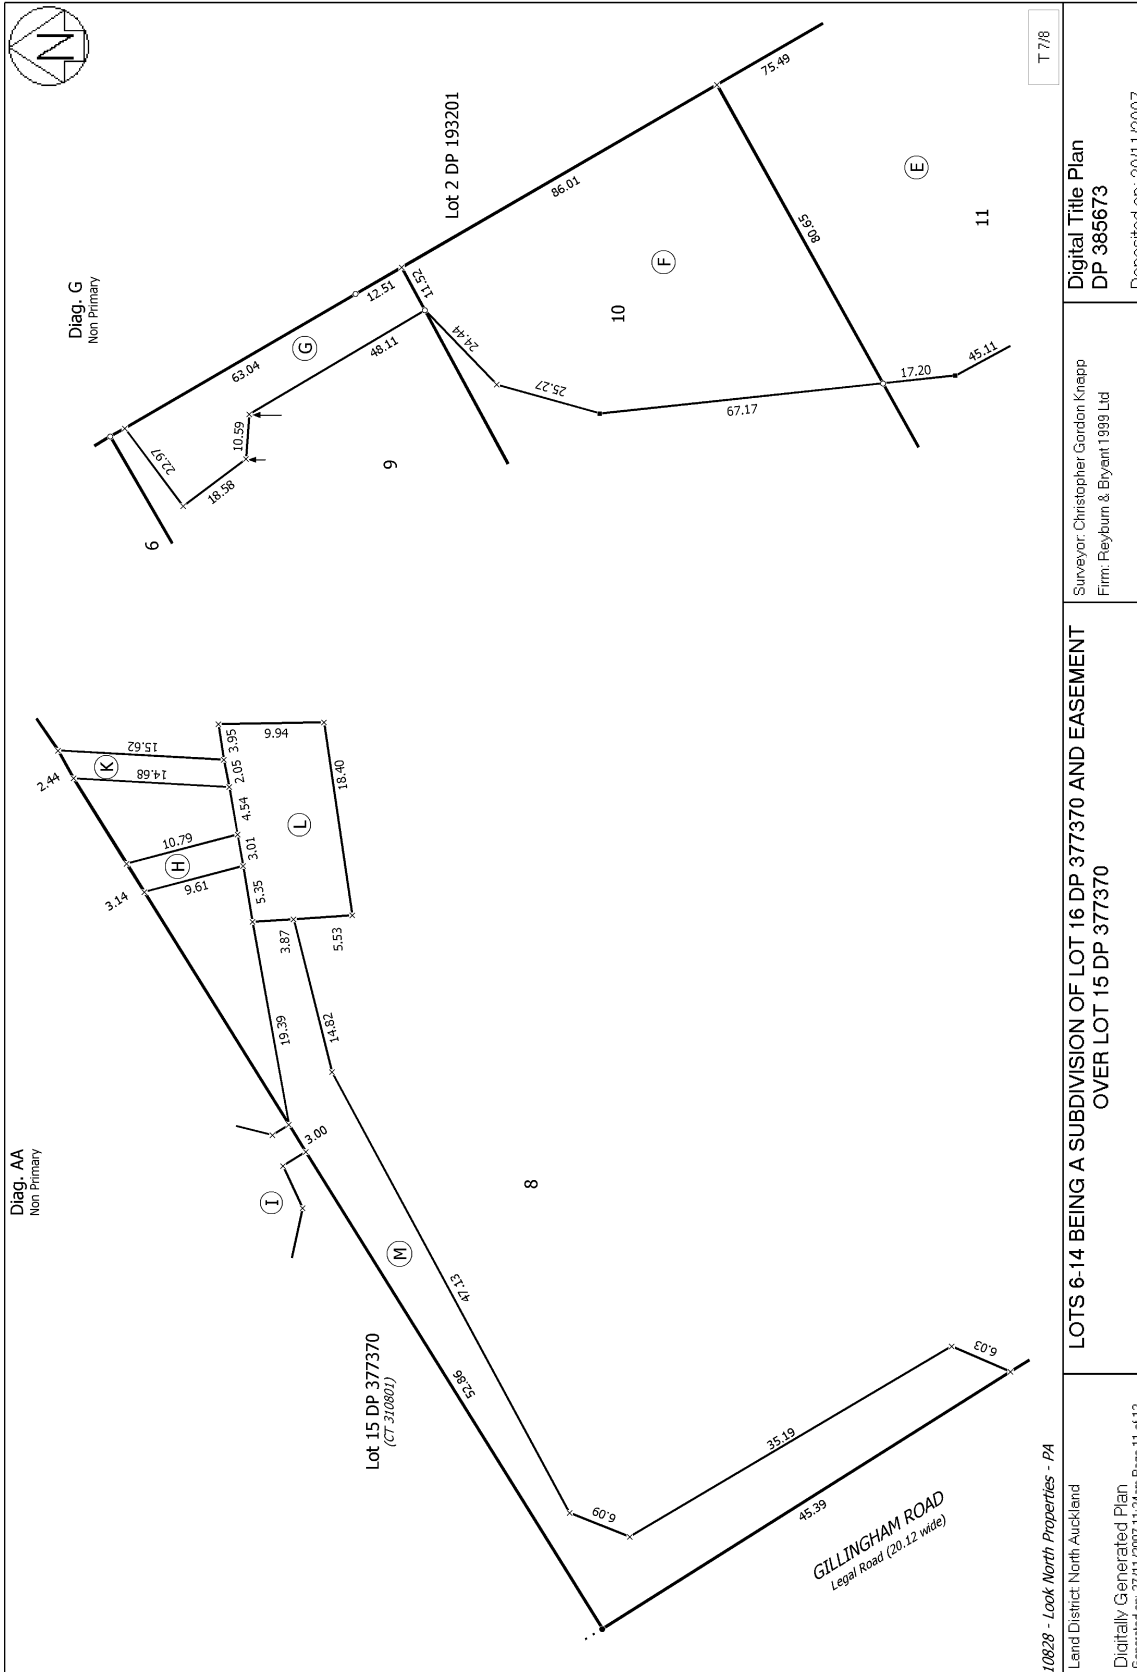 N
Diag. AA
Non Primary
Diag. G
Non Primary
Lot 15 DP 377370
(CT 310801)
Lot 2 DP 193201
GILLINGHAM ROAD
Legal Road (20.12 wide)
I
M
H
K
L
8
52.86
47.13
3.00
19.39
14.82
3.87
5.53
5.35
3.01
4.54
2.05
3.95
9.94
18.40
3.14
9.61
10.79
2.44
14.68
15.62
6.09
35.19
45.39
6.03
6
9
10
11
G
F
E
22.97
18.58
10.59
63.04
48.11
12.51
11.52
24.44
25.27
67.17
86.01
80.65
75.49
17.20
45.11
T 7/8
10828 - Look North Properties - PA
Land District: North Auckland
Digitally Generated Plan
LOTS 6-14 BEING A SUBDIVISION OF LOT 16 DP 377370 AND EASEMENT
OVER LOT 15 DP 377370
Surveyor: Christopher Gordon Knapp
Firm: Reyburn & Bryant 1999 Ltd
Digital Title Plan
DP 385673
Deposited on: 20/11/2007